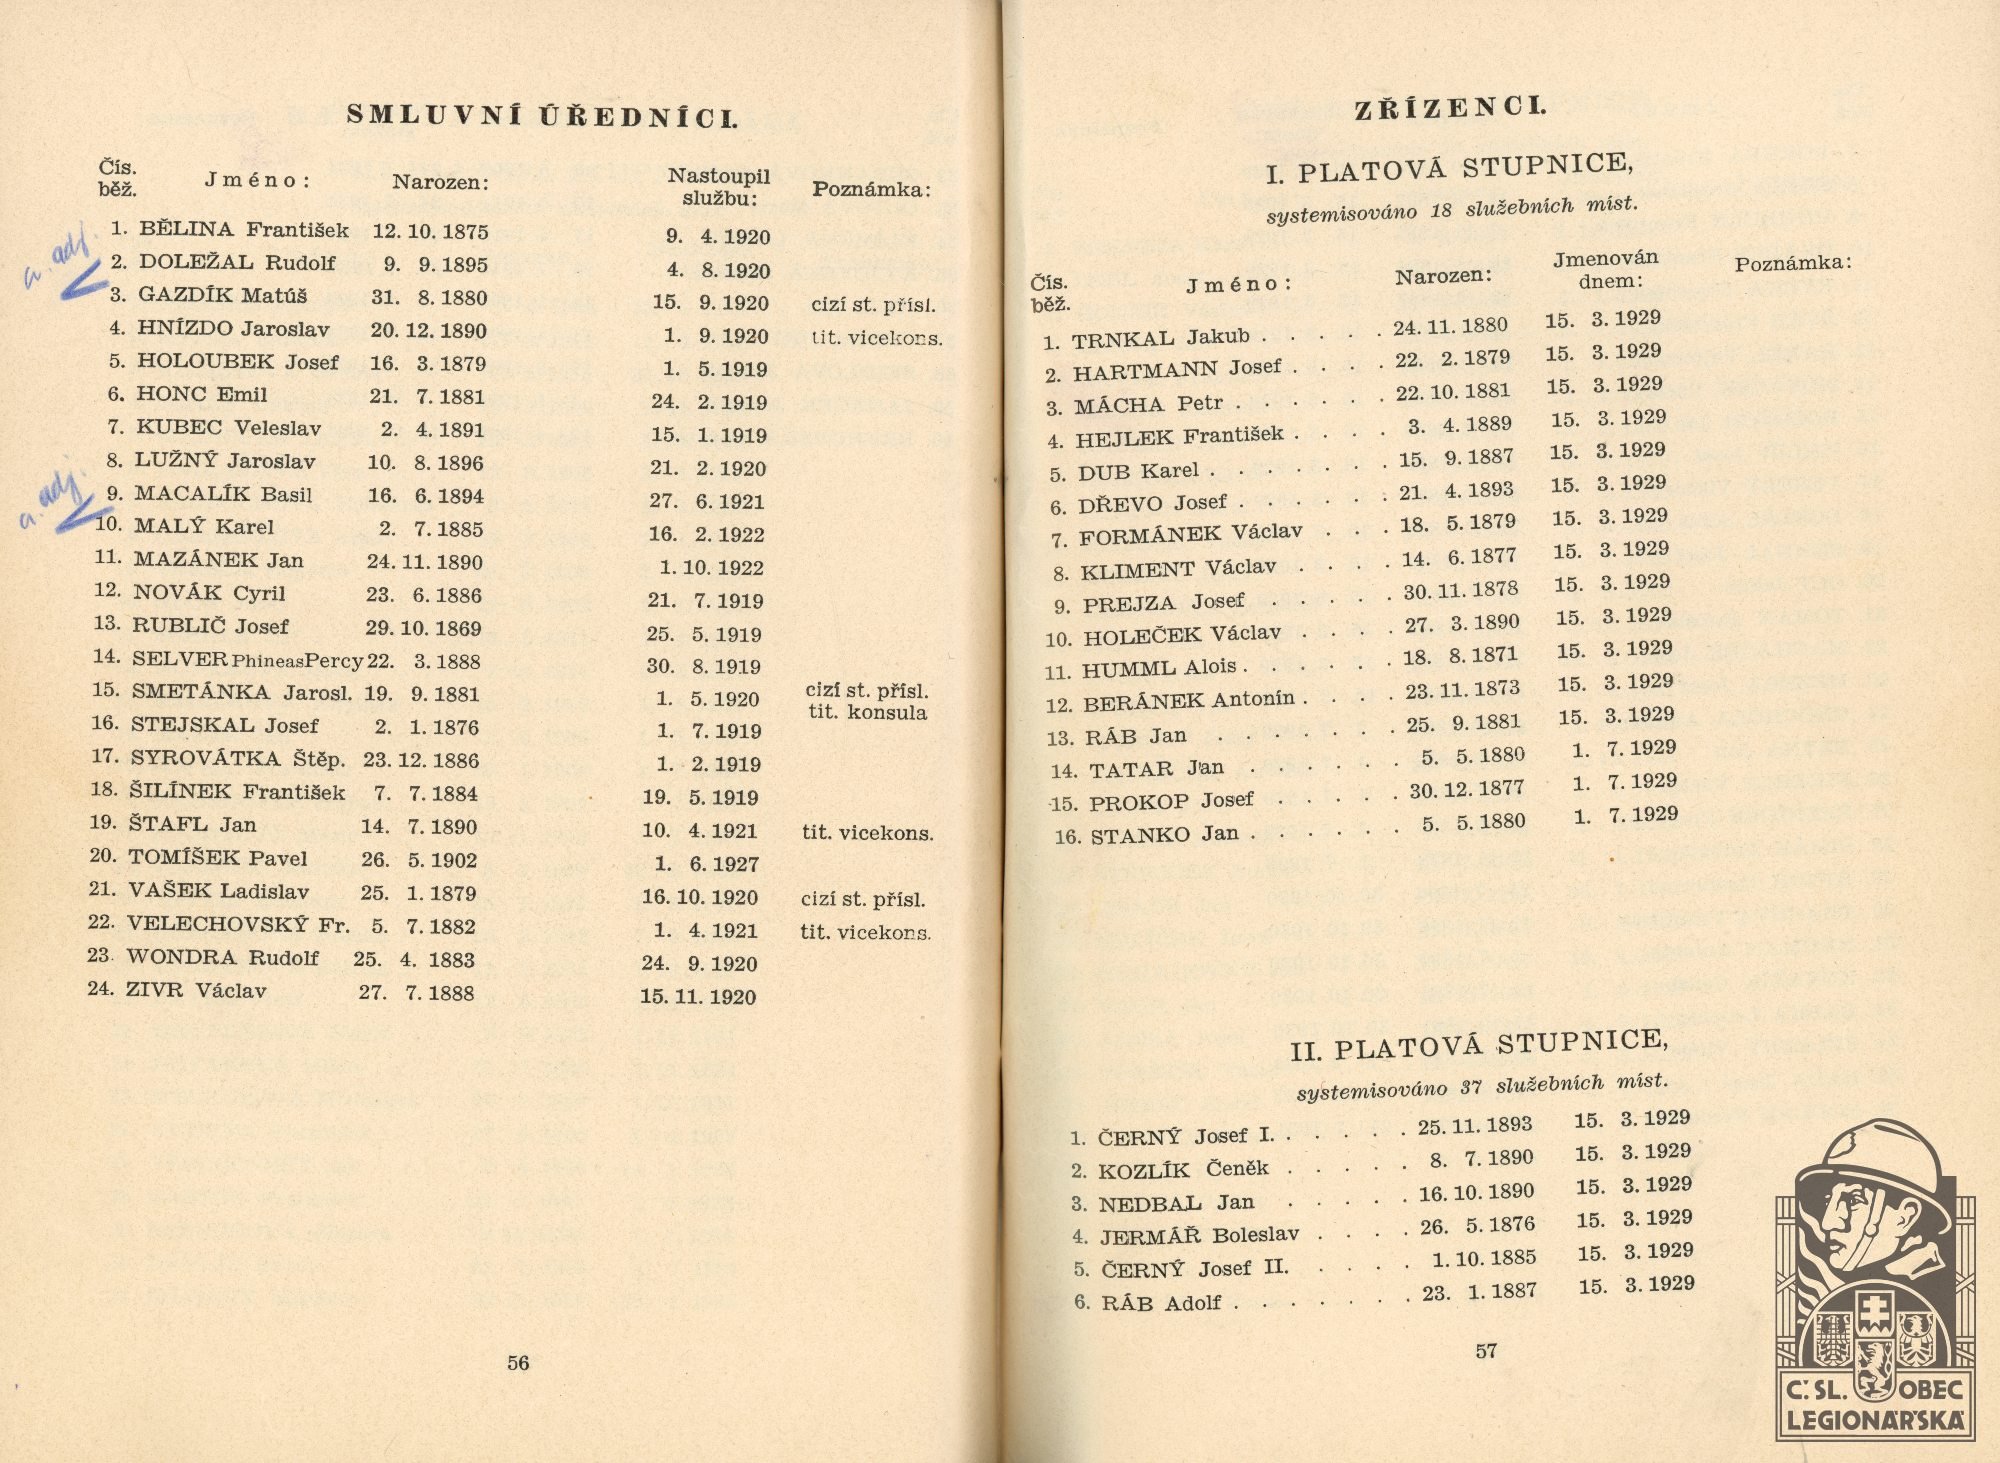 SMLUVNÍ ÚŘEDNÍCI.
Čís. běž. Jméno: Narozen: Nastoupil službu: Poznámka:
1. BĚLINA František 12. 10. 1875 9. 4. 1920
a. adj.
2. DOLEŽAL Rudolf 9. 9. 1895 4. 8. 1920
3. GAZDÍK Matúš 31. 8. 1880 15. 9. 1920 cizí st. přísl.
4. HNÍZDO Jaroslav 20. 12. 1890 1. 9. 1920 tit. vicekons.
5. HOLOUBEK Josef 16. 3. 1879 1. 5. 1919
6. HONC Emil 21. 7. 1881 24. 2. 1919
7. KUBEC Veleslav 2. 4. 1891 15. 1. 1919
8. LUŽNÝ Jaroslav 10. 8. 1896 21. 2. 1920
a. adj.
9. MACALÍK Basil 16. 6. 1894 27. 6. 1921
10. MALÝ Karel 2. 7. 1885 16. 2. 1922
11. MAZÁNEK Jan 24. 11. 1890 1. 10. 1922
12. NOVÁK Cyril 23. 6. 1886 21. 7. 1919
13. RUBLIČ Josef 29. 10. 1869 25. 5. 1919
14. SELVER Phineas Percy 22. 3. 1888 30. 8. 1919
15. SMETÁNKA Jarosl. 19. 9. 1881 1. 5. 1920 cizí st. přísl. tit. konsula
16. STEJSKAL Josef 2. 1. 1876 1. 7. 1919
17. SYROVÁTKA Štěp. 23. 12. 1886 1. 2. 1919
18. ŠILÍNEK František 7. 7. 1884 19. 5. 1919
19. ŠTAFL Jan 14. 7. 1890 10. 4. 1921 tit. vicekons.
20. TOMÍŠEK Pavel 26. 5. 1902 1. 6. 1927
21. VAŠEK Ladislav 25. 1. 1879 16. 10. 1920 cizí st. přísl.
22. VELECHOVSKÝ Fr. 5. 7. 1882 1. 4. 1921 tit. vicekons.
23. WONDRA Rudolf 25. 4. 1883 24. 9. 1920
24. ZIVR Václav 27. 7. 1888 15. 11. 1920
56
ZŘÍZENCI.
I. PLATOVÁ STUPNICE,
systemisováno 18 služebních míst.
Čís. běž. Jméno: Narozen: Jmenován dnem: Poznámka:
1. TRNKAL Jakub . . . . . 24. 11. 1880 15. 3. 1929
2. HARTMANN Josef . . . . 22. 2. 1879 15. 3. 1929
3. MÁCHA Petr . . . . . . 22. 10. 1881 15. 3. 1929
4. HEJLEK František . . . . 3. 4. 1889 15. 3. 1929
5. DUB Karel . . . . . . . 15. 9. 1887 15. 3. 1929
6. DŘEVO Josef . . . . . . 21. 4. 1893 15. 3. 1929
7. FORMÁNEK Václav . . . 18. 5. 1879 15. 3. 1929
8. KLIMENT Václav . . . . 14. 6. 1877 15. 3. 1929
9. PREJZA Josef . . . . . 30. 11. 1878 15. 3. 1929
10. HOLEČEK Václav . . . . 27. 3. 1890 15. 3. 1929
11. HUMML Alois . . . . . . 18. 8. 1871 15. 3. 1929
12. BERÁNEK Antonín . . . . 23. 11. 1873 15. 3. 1929
13. RÁB Jan . . . . . . . 25. 9. 1881 15. 3. 1929
14. TATAR Jan . . . . . . 5. 5. 1880 1. 7. 1929
15. PROKOP Josef . . . . . 30. 12. 1877 1. 7. 1929
16. STANKO Jan . . . . . . 5. 5. 1880 1. 7. 1929
II. PLATOVÁ STUPNICE,
systemisováno 37 služebních míst.
1. ČERNÝ Josef I. . . . . . 25. 11. 1893 15. 3. 1929
2. KOZLÍK Čeněk . . . . . 8. 7. 1890 15. 3. 1929
3. NEDBAL Jan . . . . . 16. 10. 1890 15. 3. 1929
4. JERMÁŘ Boleslav . . . . 26. 5. 1876 15. 3. 1929
5. ČERNÝ Josef II. . . . . 1. 10. 1885 15. 3. 1929
6. RÁB Adolf . . . . . . . 23. 1. 1887 15. 3. 1929
57
Č. SL. OBEC
LEGIONÁŘSKÁ